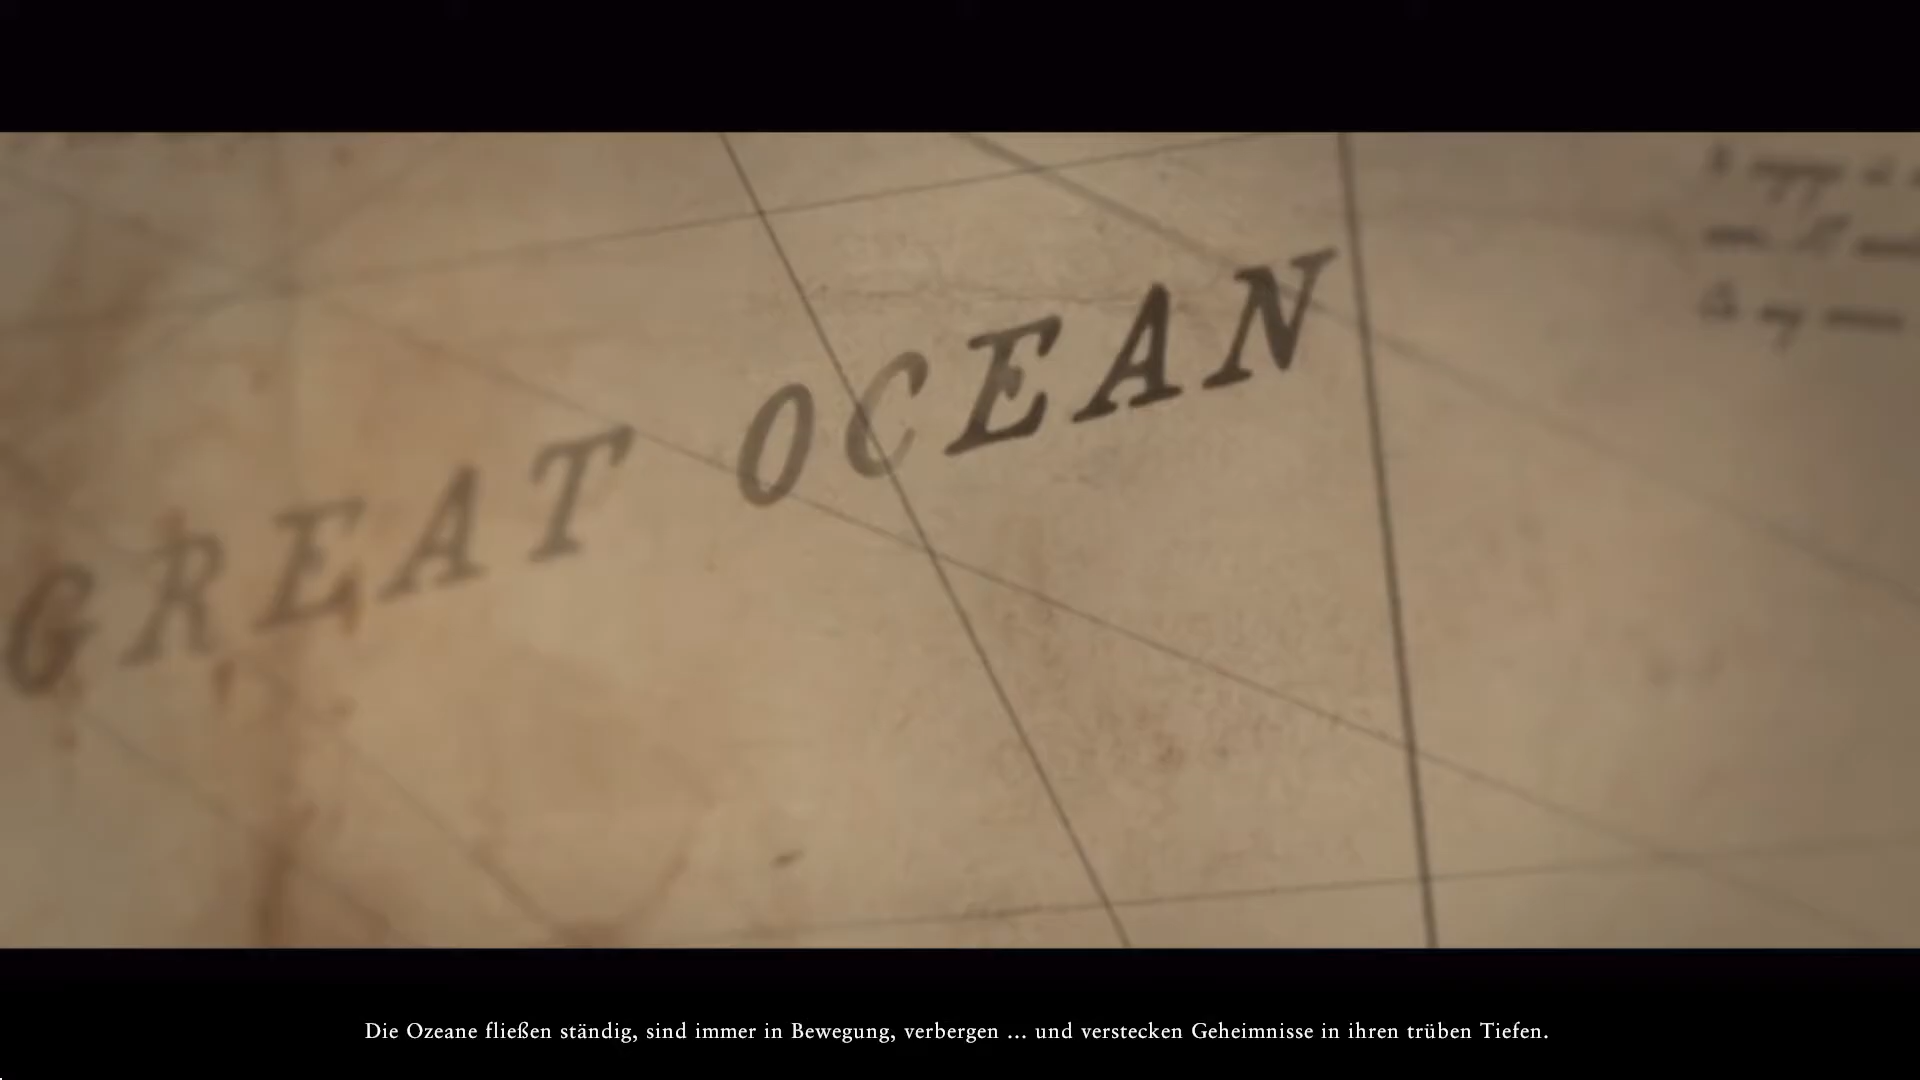 GREAT OCEAN
Die Ozeane fließen ständig, sind immer in Bewegung, verbergen ... und verstecken Geheimnisse in ihren trüben Tiefen.